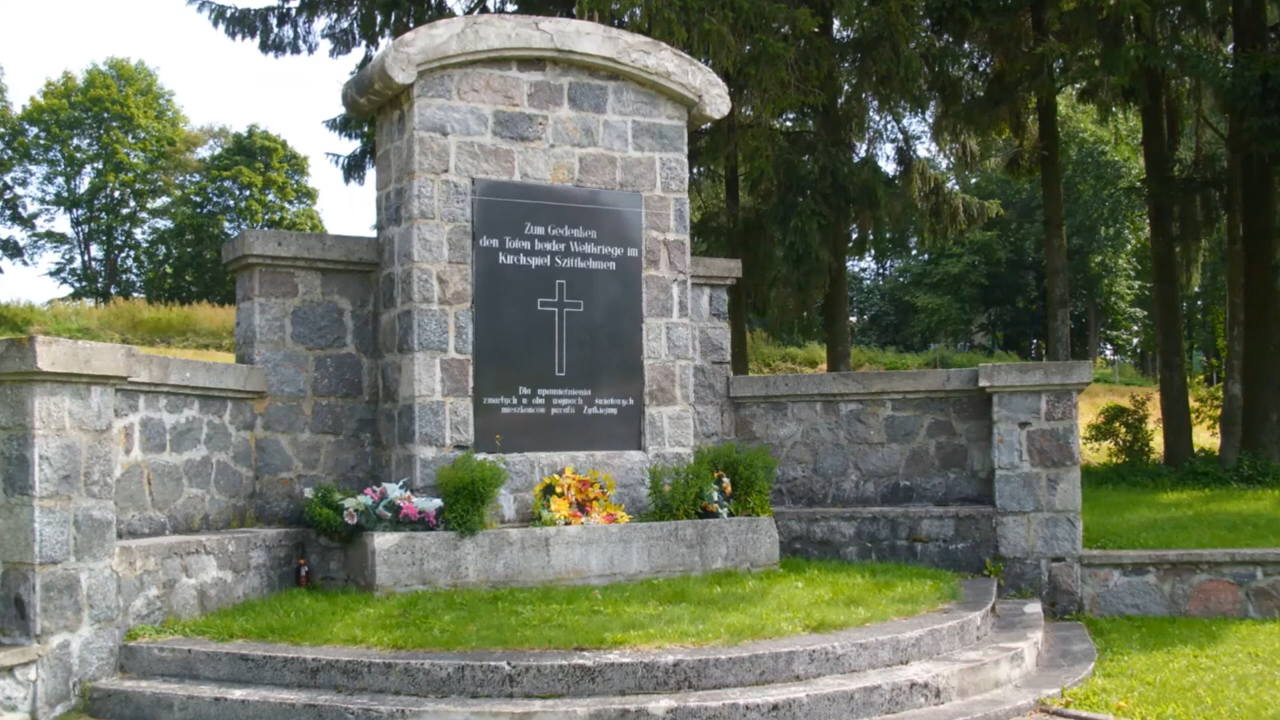 Zum Gedenken
den Toten beider Weltkriege im
Kirchspiel Szittkehmen
Dla upamiętnienia
zmarłych w obu wojnach światowych
mieszkańców parafii Żytkiejmy